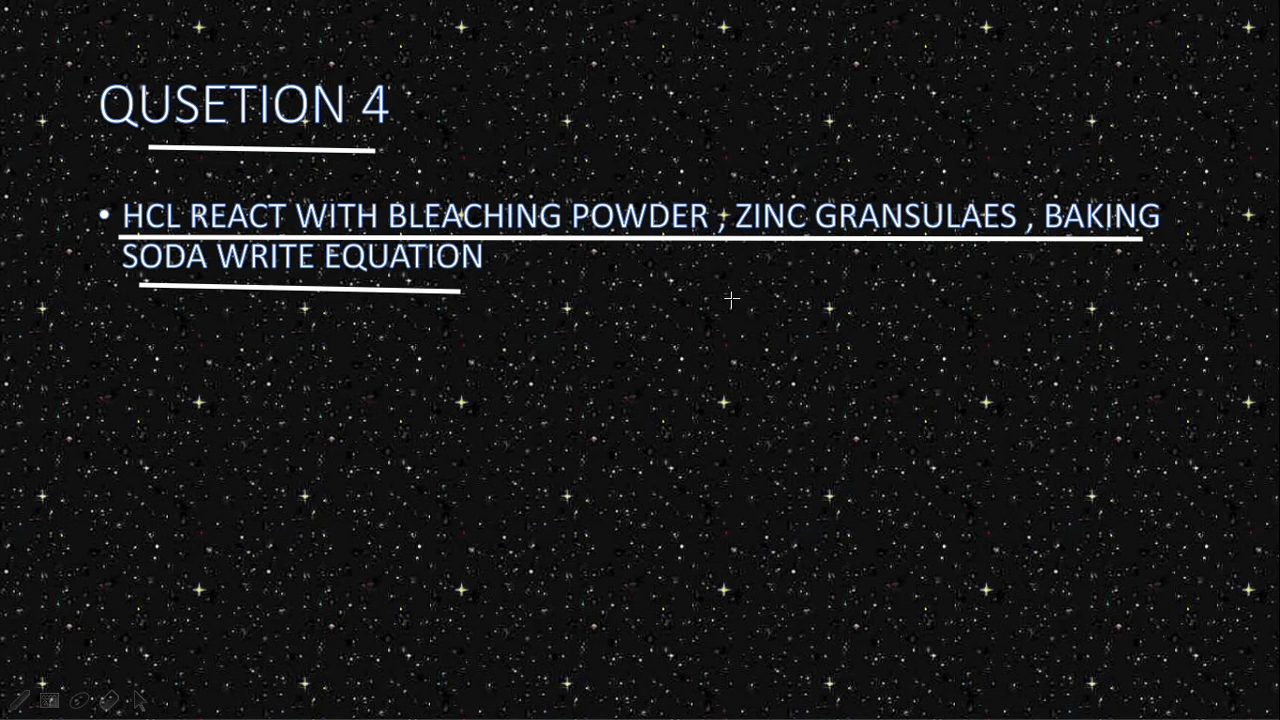 QUSETION 4
• HCL REACT WITH BLEACHING POWDER , ZINC GRANSULAES , BAKING
SODA WRITE EQUATION